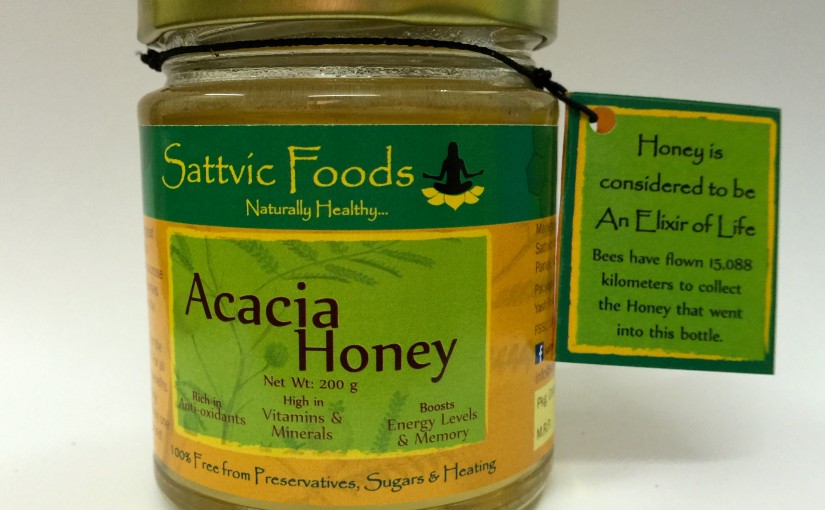 Sattvic Foods
Naturally Healthy...
Acacia
Honey
Net Wt: 200 g
Rich in
Anti-oxidants
High in
Vitamins &
Minerals
Boosts
Energy Levels
& Memory
100% Free from Preservatives, Sugars & Heating
Honey is
considered to be
An Elixir of Life
Bees have flown 15,088
kilometers to collect
the Honey that went
into this bottle.